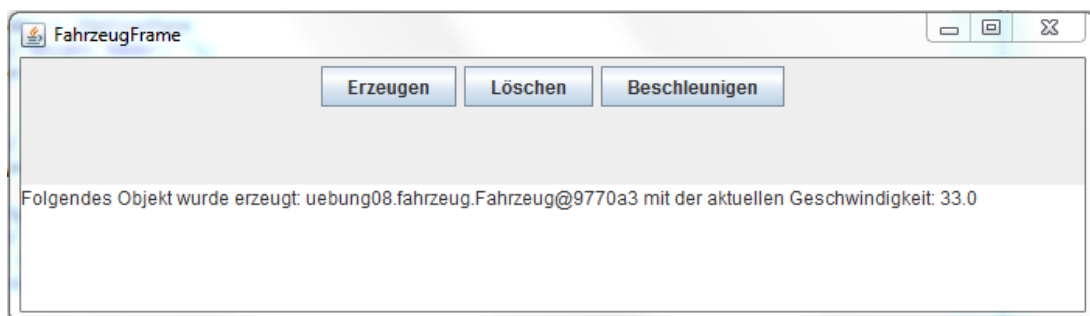 FahrzeugFrame
Erzeugen Löschen Beschleunigen
Folgendes Objekt wurde erzeugt: uebung08.fahrzeug.Fahrzeug@9770a3 mit der aktuellen Geschwindigkeit: 33.0